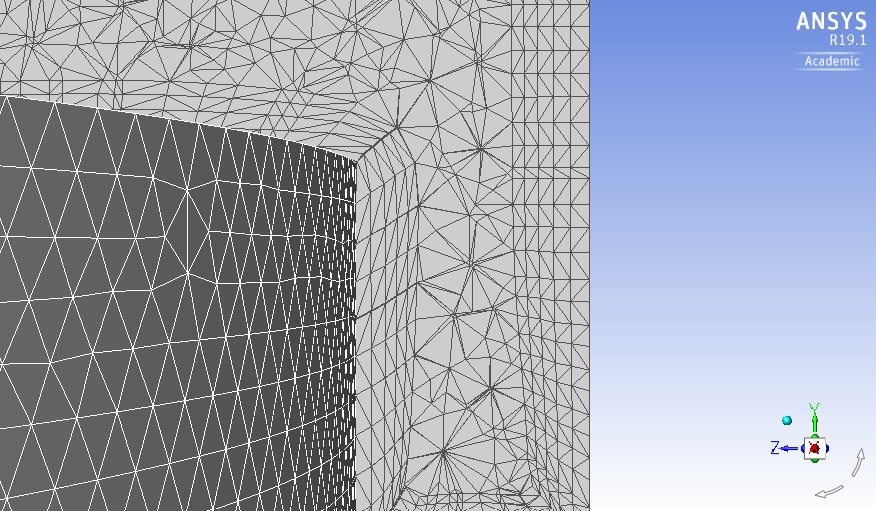 ANSYS
R19.1
Academic
Y
Z